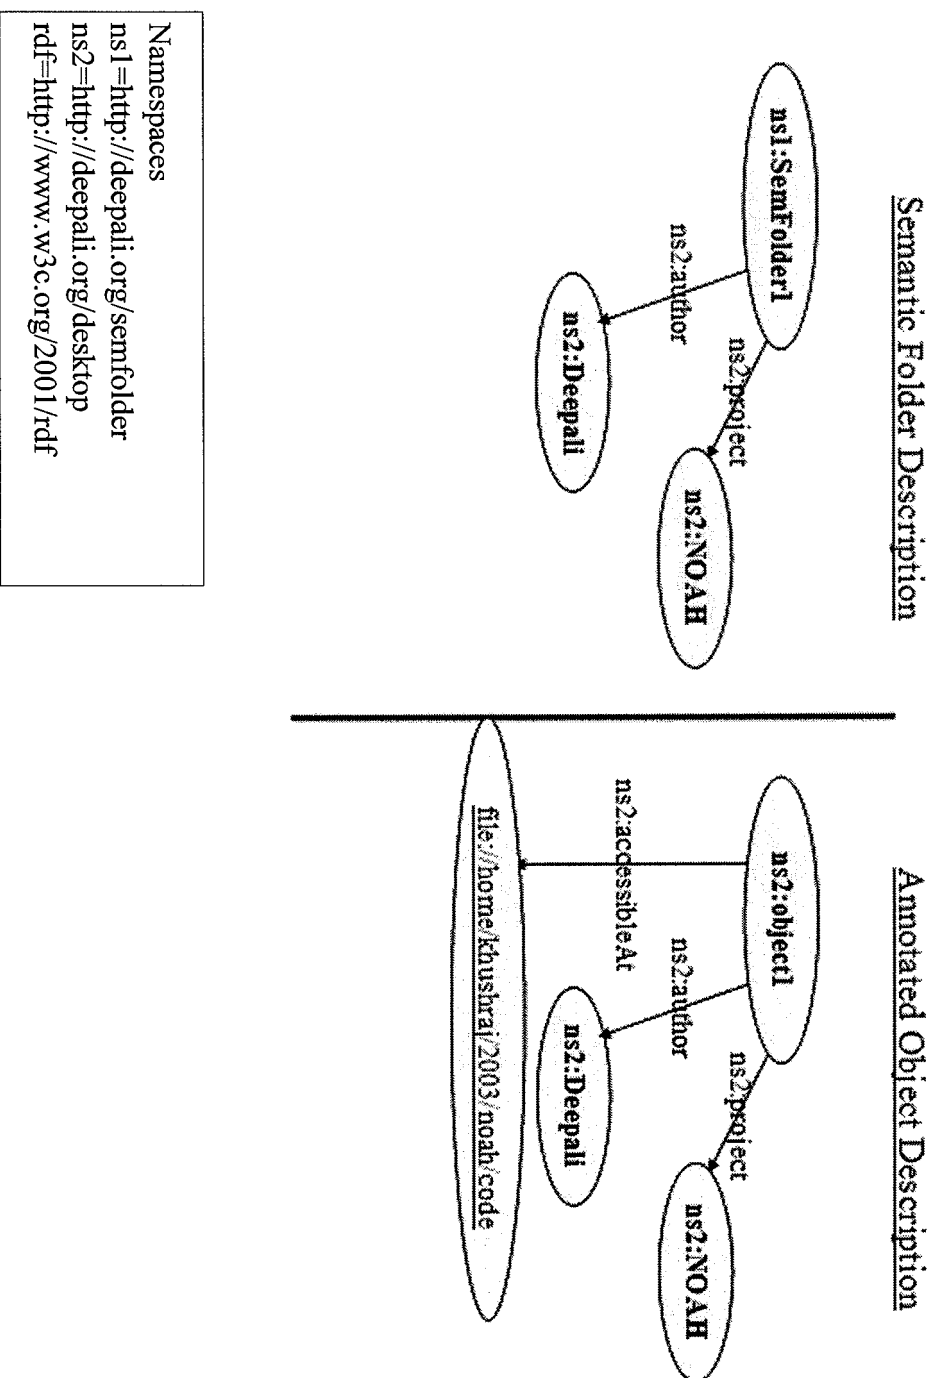 Semantic Folder Description
ns1:SemFolder1
ns2:project
ns2:NOAH
ns2:author
ns2:Deepali
Annotated Object Description
ns2:object1
ns2:project
ns2:NOAH
ns2:author
ns2:Deepali
ns2:accessibleAt
file://home/khushraj/2003/noah/code
Namespaces
ns1=http://deepali.org/semfolder
ns2=http://deepali.org/desktop
rdf=http://www.w3c.org/2001/rdf